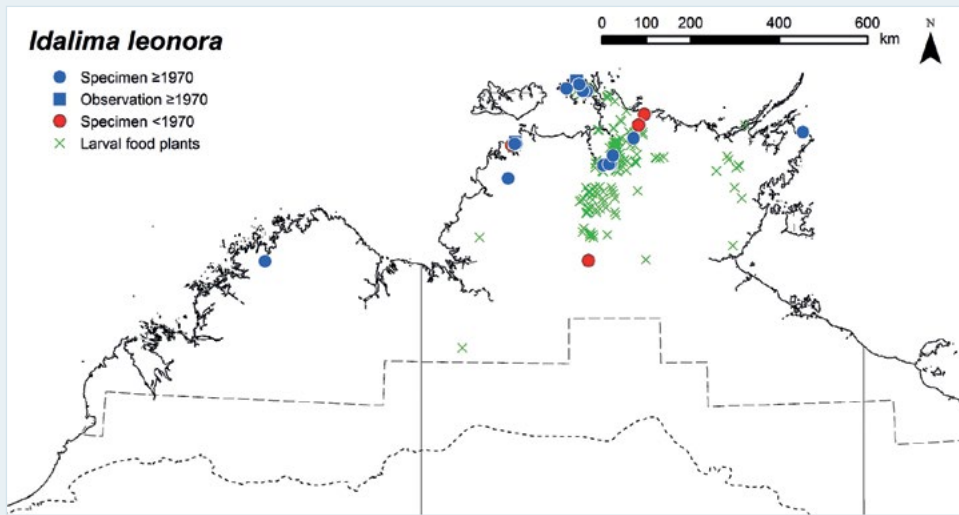 Idalima leonora
Specimen ≥1970
Observation ≥1970
Specimen <1970
Larval food plants
0 100 200 400 600
km
N